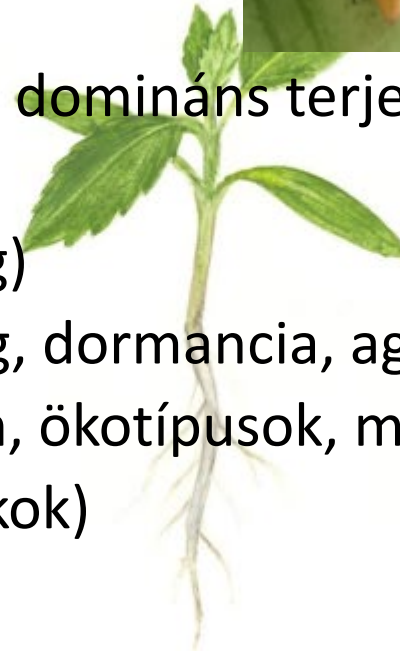 domináns terje
g)
g, dormancia, ag
, ökotípusok, m
kok)